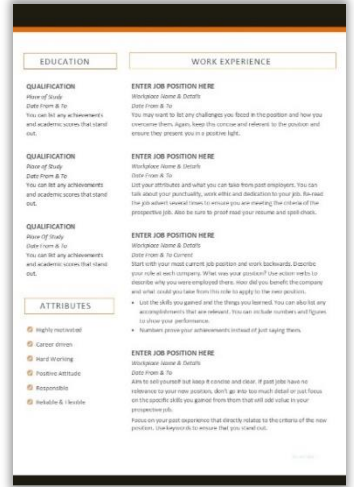 EDUCATION
QUALIFICATION
Place of Study
Date From & To
You can list any achievements
and academic scores that stand
out.
QUALIFICATION
Place of Study
Date From & To
You can list any achievements
and academic scores that stand
out.
QUALIFICATION
Place Of Study
Date From & To
You can list any achievements
and academic scores that stand
out.
ATTRIBUTES
Highly motivated
Career driven
Hard Working
Positive Attitude
Responsible
Reliable & Flexible
WORK EXPERIENCE
ENTER JOB POSITION HERE
Workplace Name & Details
Date From & To
You may want to list any challenges you faced in the position and how you
overcame them. Again, keep this concise and relevant to the position and
ensure they present you in a positive light.
ENTER JOB POSITION HERE
Workplace Name & Details
Date From & To
List your attributes and what you can take from past employers. You can
talk about your punctuality, work ethic and dedication to your job. Re-read
the job advert several times to ensure you are meeting the criteria of the
prospective job. Also be sure to proof read your resume and spell check.
ENTER JOB POSITION HERE
Workplace Name & Details
Date From & To Current
Start with your most current job position and work backwards. Describe
your role at each company. What was your position? Use action verbs to
describe why you were employed there. How did you benefit the company
and what could you take from this role to apply to the new position.
• List the skills you gained and the things you learned. You can also list any
accomplishments that are relevant. You can include numbers and figures
to show your performance.
• Numbers prove your achievements instead of just saying them.
ENTER JOB POSITION HERE
Workplace Name & Details
Date From & To
Aim to sell yourself but keep it concise and clear. If past jobs have no
relevance to your new position, don't go into too much detail or just focus
on the specific skills you gained from them that will add value in your
prospective job.
Focus on your past experience that directly relates to the criteria of the new
position. Use keywords to ensure that you stand out.